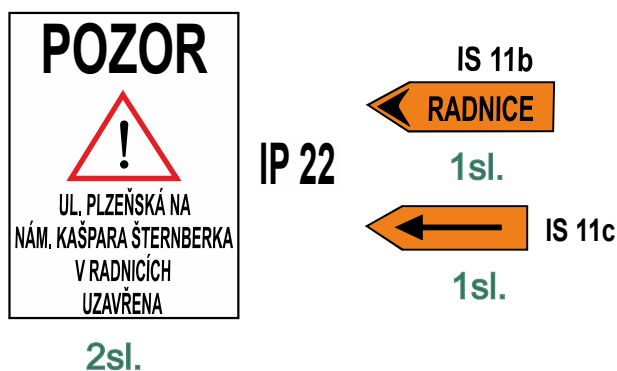 POZOR
!
UL. PLZEŇSKÁ NA
NÁM. KAŠPARA ŠTERNBERKA
V RADNICÍCH
UZAVŘENA
2sl.
IP 22
IS 11b
RADNICE
1sl.
IS 11c
1sl.